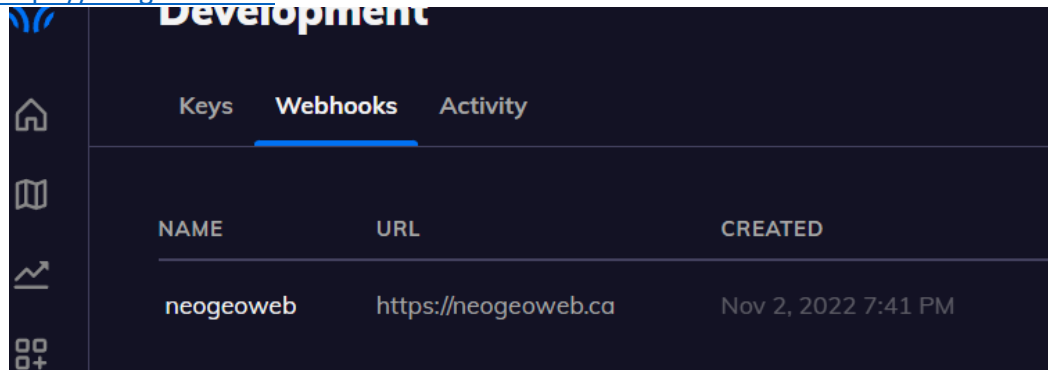 Development
Keys Webhooks Activity
NAME URL CREATED
neogeoweb https://neogeoweb.ca Nov 2, 2022 7:41 PM